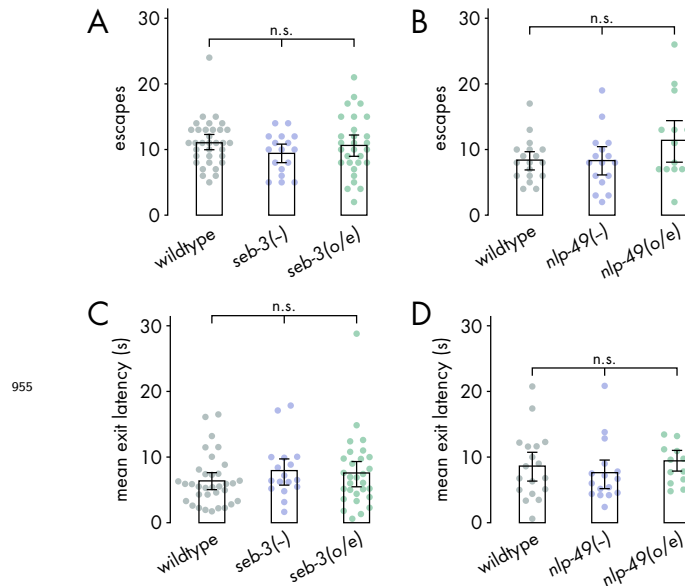 A
B
n.s.
n.s.
30
20
10
0
escapes
wildtype
seb-3(-)
seb-3(o/e)
30
20
10
0
escapes
wildtype
nlp-49(-)
nlp-49(o/e)
C
D
n.s.
n.s.
30
20
10
0
mean exit latency (s)
wildtype
seb-3(-)
seb-3(o/e)
30
20
10
0
mean exit latency (s)
wildtype
nlp-49(-)
nlp-49(o/e)
955